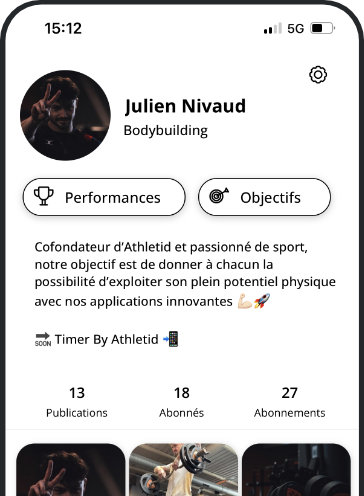 15:12 5G
Julien Nivaud
Bodybuilding
Performances Objectifs
Cofondateur d'Athletid et passionné de sport,
notre objectif est de donner à chacun la
possibilité d'exploiter son plein potentiel physique
avec nos applications innovantes 💪🏻🚀
🔜 Timer By Athletid 📲
13 18 27
Publications Abonnés Abonnements